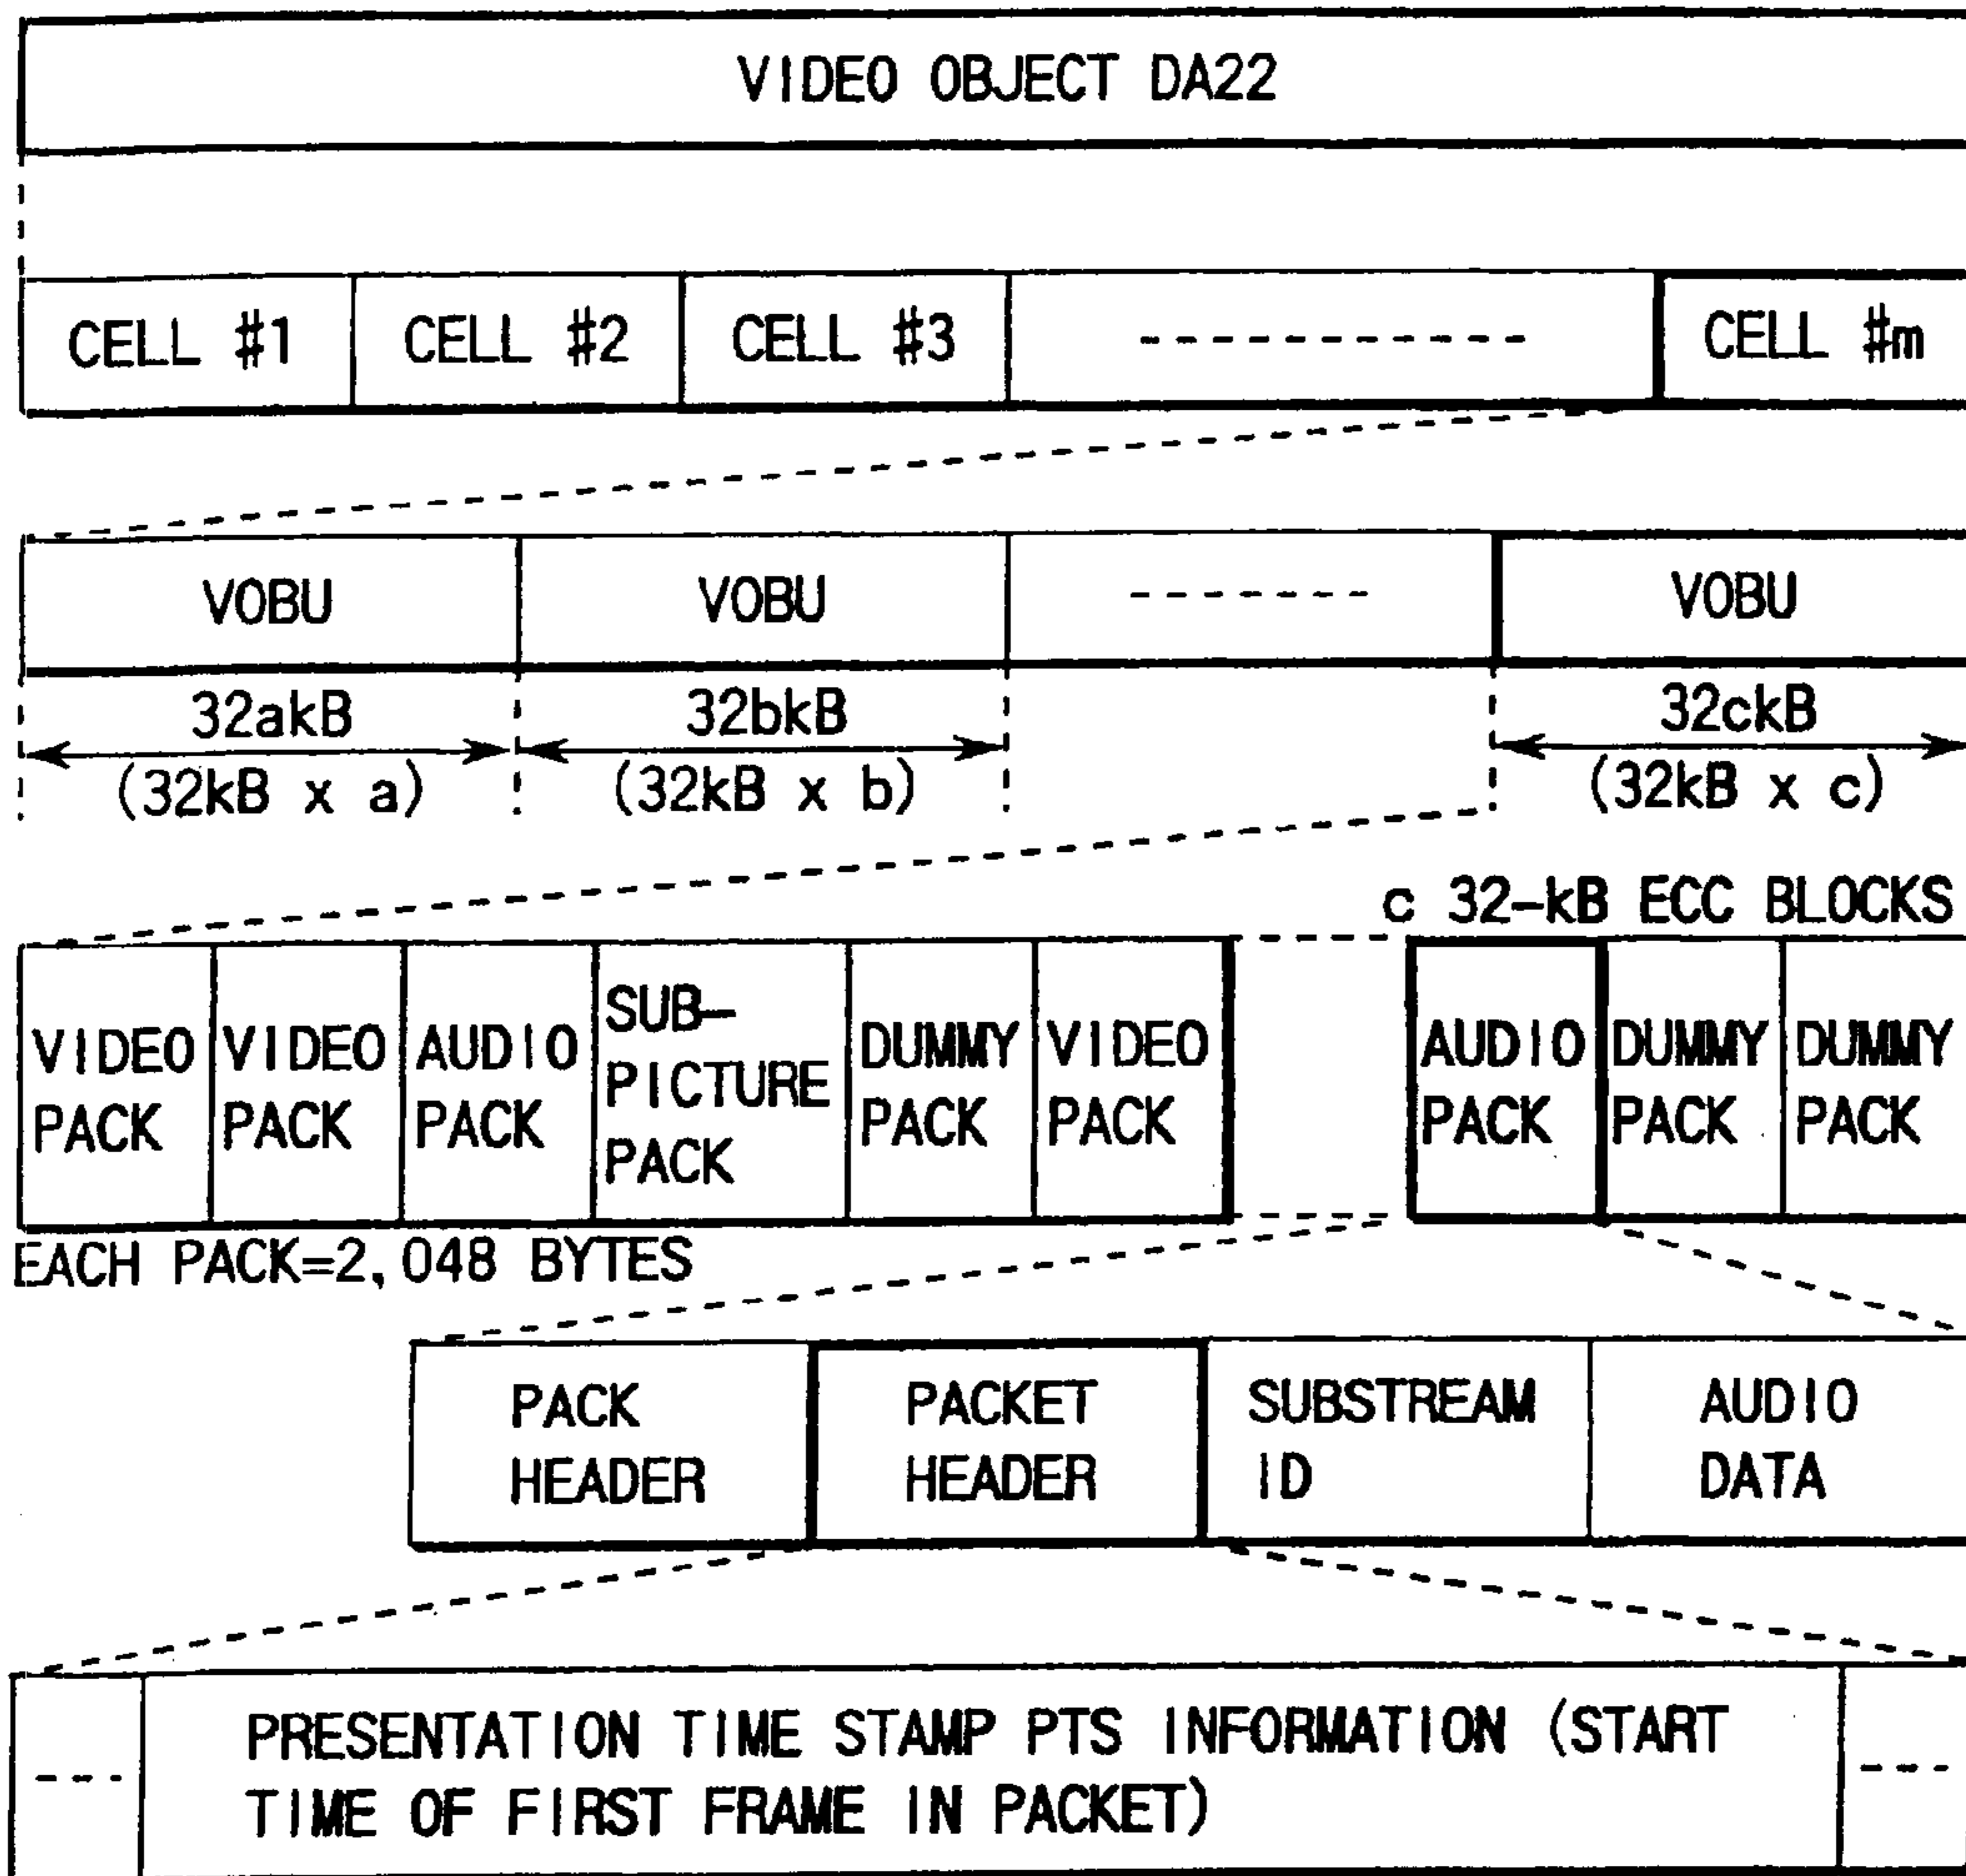 VIDEO OBJECT DA22
CELL #1 CELL #2 CELL #3 ----------- CELL #m
VOBU VOBU ------- VOBU
32akB 32bkB 32ckB
(32kB x a) (32kB x b) (32kB x c)
c 32-kB ECC BLOCKS
VIDEO PACK
VIDEO PACK
AUDIO PACK
SUB-
PICTURE
PACK
DUMMY PACK
VIDEO PACK
AUDIO PACK
DUMMY PACK
DUMMY PACK
EACH PACK=2,048 BYTES
PACK HEADER
PACKET HEADER
SUBSTREAM ID
AUDIO DATA
--- PRESENTATION TIME STAMP PTS INFORMATION (START ---
TIME OF FIRST FRAME IN PACKET)